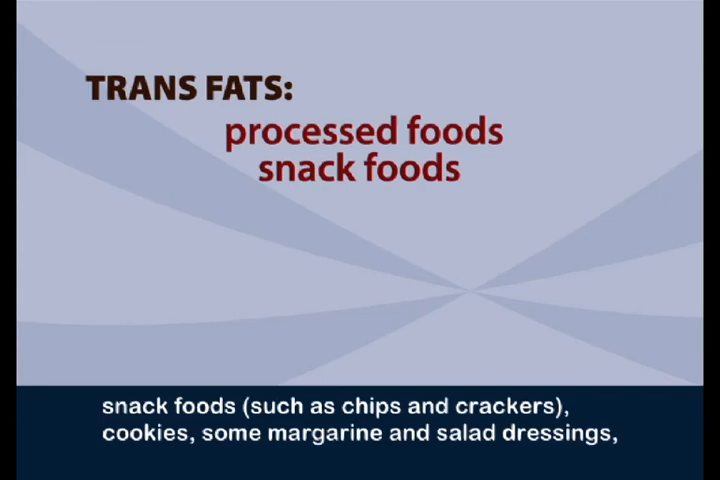 TRANS FATS:
processed foods
snack foods
snack foods (such as chips and crackers),
cookies, some margarine and salad dressings,